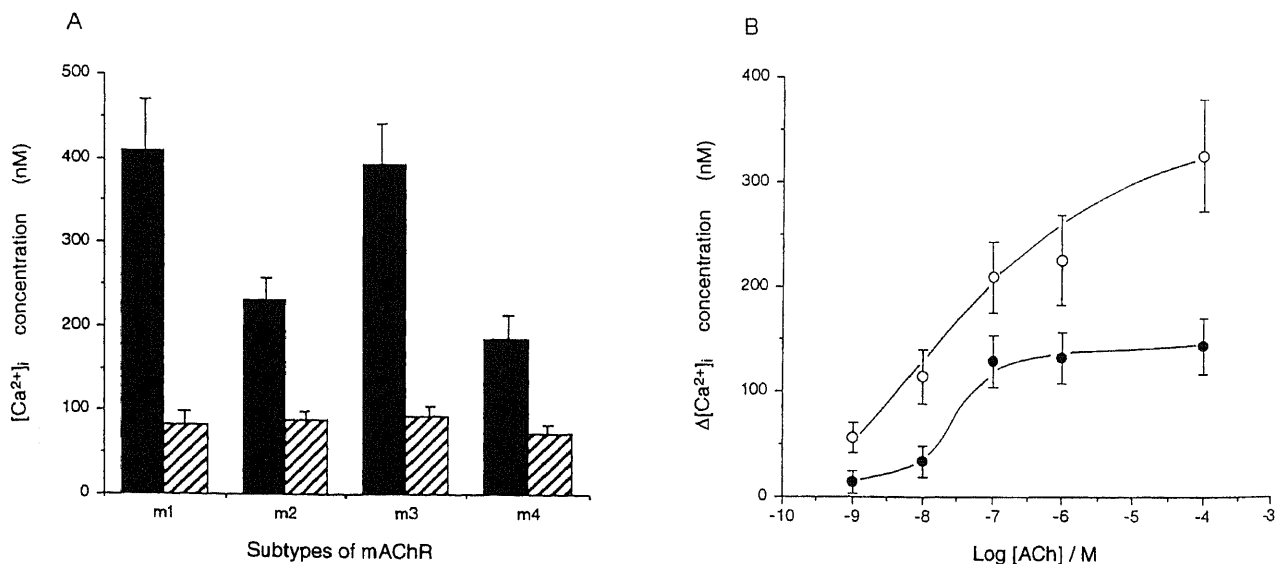 A
500
400
300
200
100
0
[Ca²⁺]i concentration (nM)
m1 m2 m3 m4
Subtypes of mAChR
B
400
300
200
100
0
Δ[Ca²⁺]i concentration (nM)
-10 -9 -8 -7 -6 -5 -4 -3
Log [ACh] / M